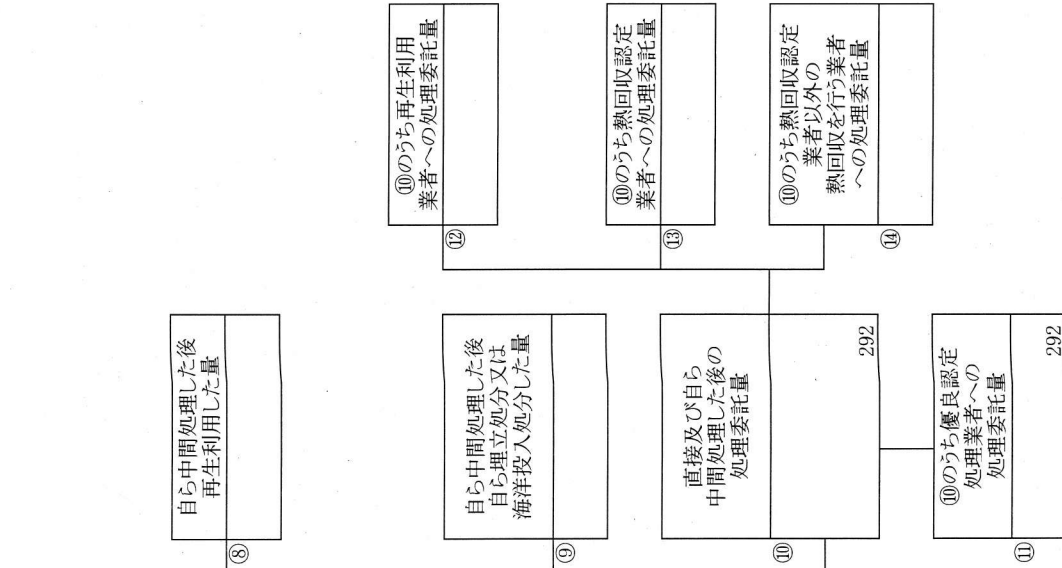 ⑧
自ら中間処理した後
再生利用した量
⑨
自ら中間処理した後
自ら埋立処分又は
海洋投入処分した量
⑩
直接及び自ら
中間処理した後の
処理委託量
292
⑪
⑩のうち優良認定
処理業者への
処理委託量
292
⑫
⑩のうち再生利用
業者への処理委託量
⑬
⑩のうち熱回収認定
業者への処理委託量
⑭
⑩のうち熱回収認定
業者以外の
熱回収を行う業者
への処理委託量